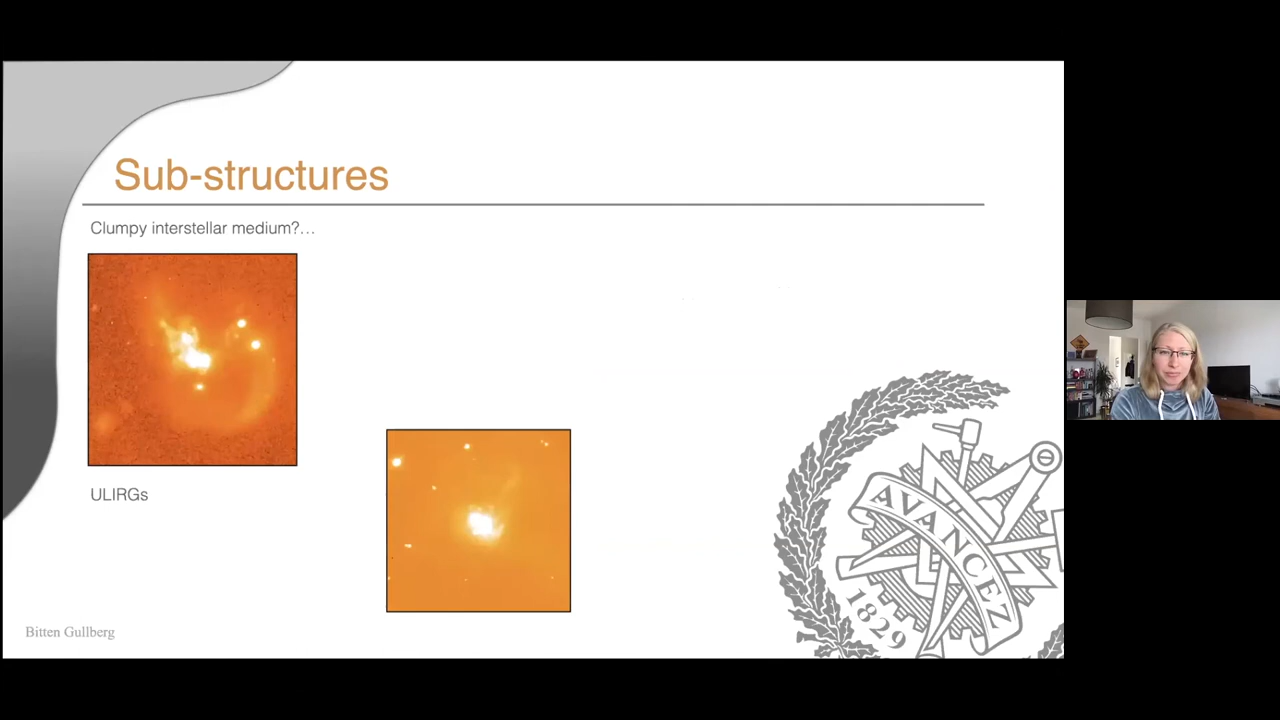 Sub-structures
Clumpy interstellar medium?...
ULIRGs
AVANCEZ
1829
Bitten Gullberg